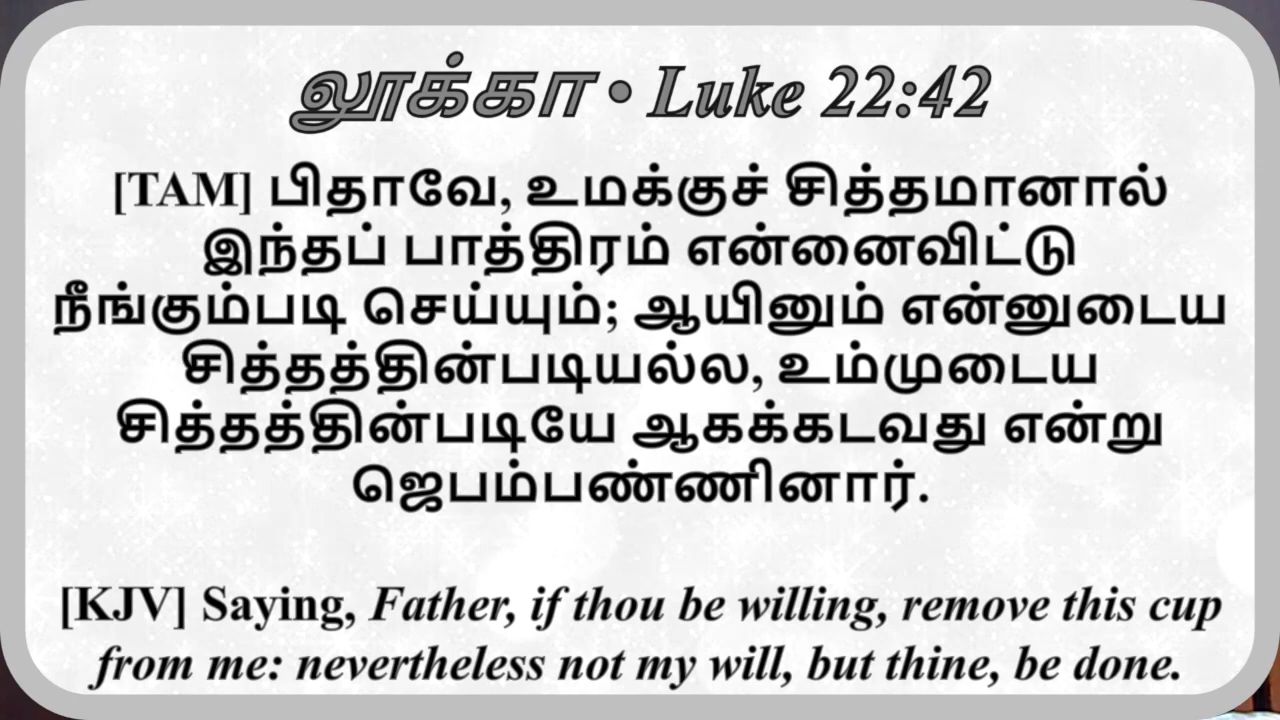 லூக்கா • Luke 22:42
[TAM] பிதாவே, உமக்குச் சித்தமானால்
இந்தப் பாத்திரம் என்னைவிட்டு
நீங்கும்படி செய்யும்; ஆயினும் என்னுடைய
சித்தத்தின்படியல்ல, உம்முடைய
சித்தத்தின்படியே ஆகக்கடவது என்று
ஜெபம்பண்ணினார்.
[KJV] Saying, Father, if thou be willing, remove this cup
from me: nevertheless not my will, but thine, be done.